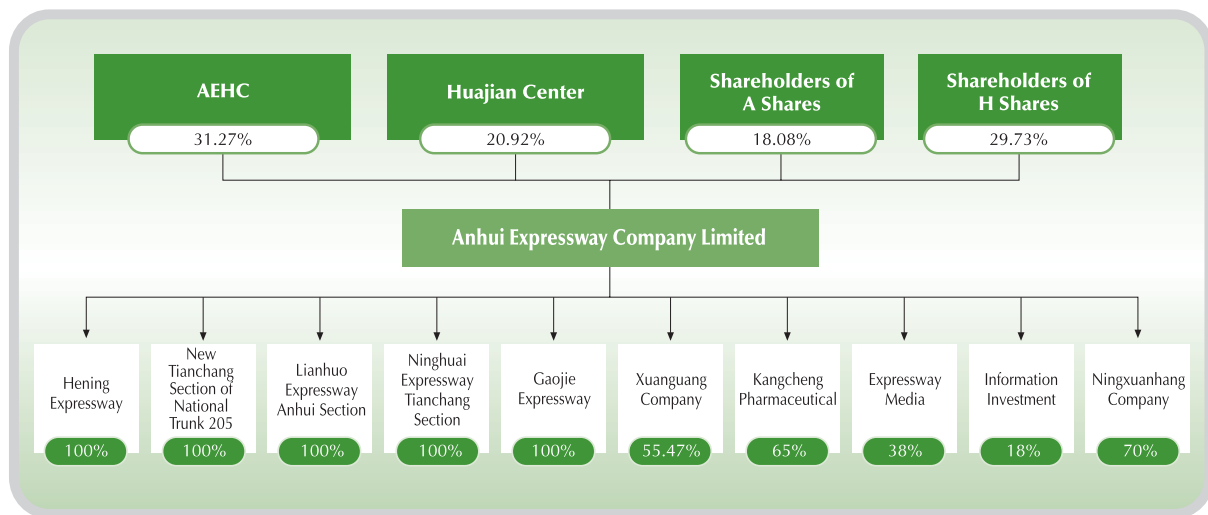 AEHC
31.27%
Huajian Center
20.92%
Shareholders of
A Shares
18.08%
Shareholders of
H Shares
29.73%
Anhui Expressway Company Limited
Hening
Expressway
100%
New
Tianchang
Section of
National
Trunk 205
100%
Lianhuo
Expressway
Anhui Section
100%
Ninghuai
Expressway
Tianchang
Section
100%
Gaojie
Expressway
100%
Xuanguang
Company
55.47%
Kangcheng
Pharmaceutical
65%
Expressway
Media
38%
Information
Investment
18%
Ningxuanhang
Company
70%